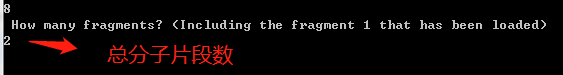 8
How many fragments? (Including the fragment 1 that has been loaded)
2
总分子片段数